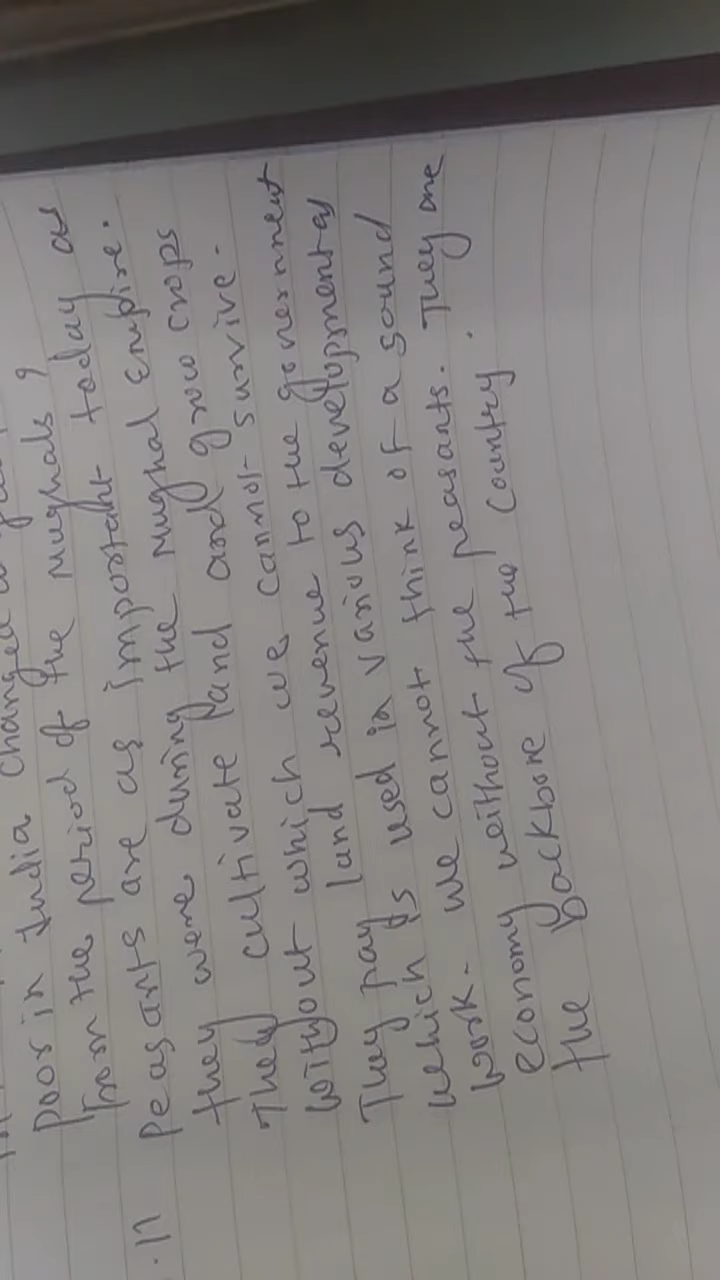 Poor in India changed
from the period of the Mughals ?
.11 Peasants are as important today as
they were during the Mughal Empire.
They cultivate land and grow crops
without which we cannot survive.
They pay land revenue to the government
which is used in various developmental
work. We cannot think of a sound
economy without the peasants. They are
the backbone of the country.